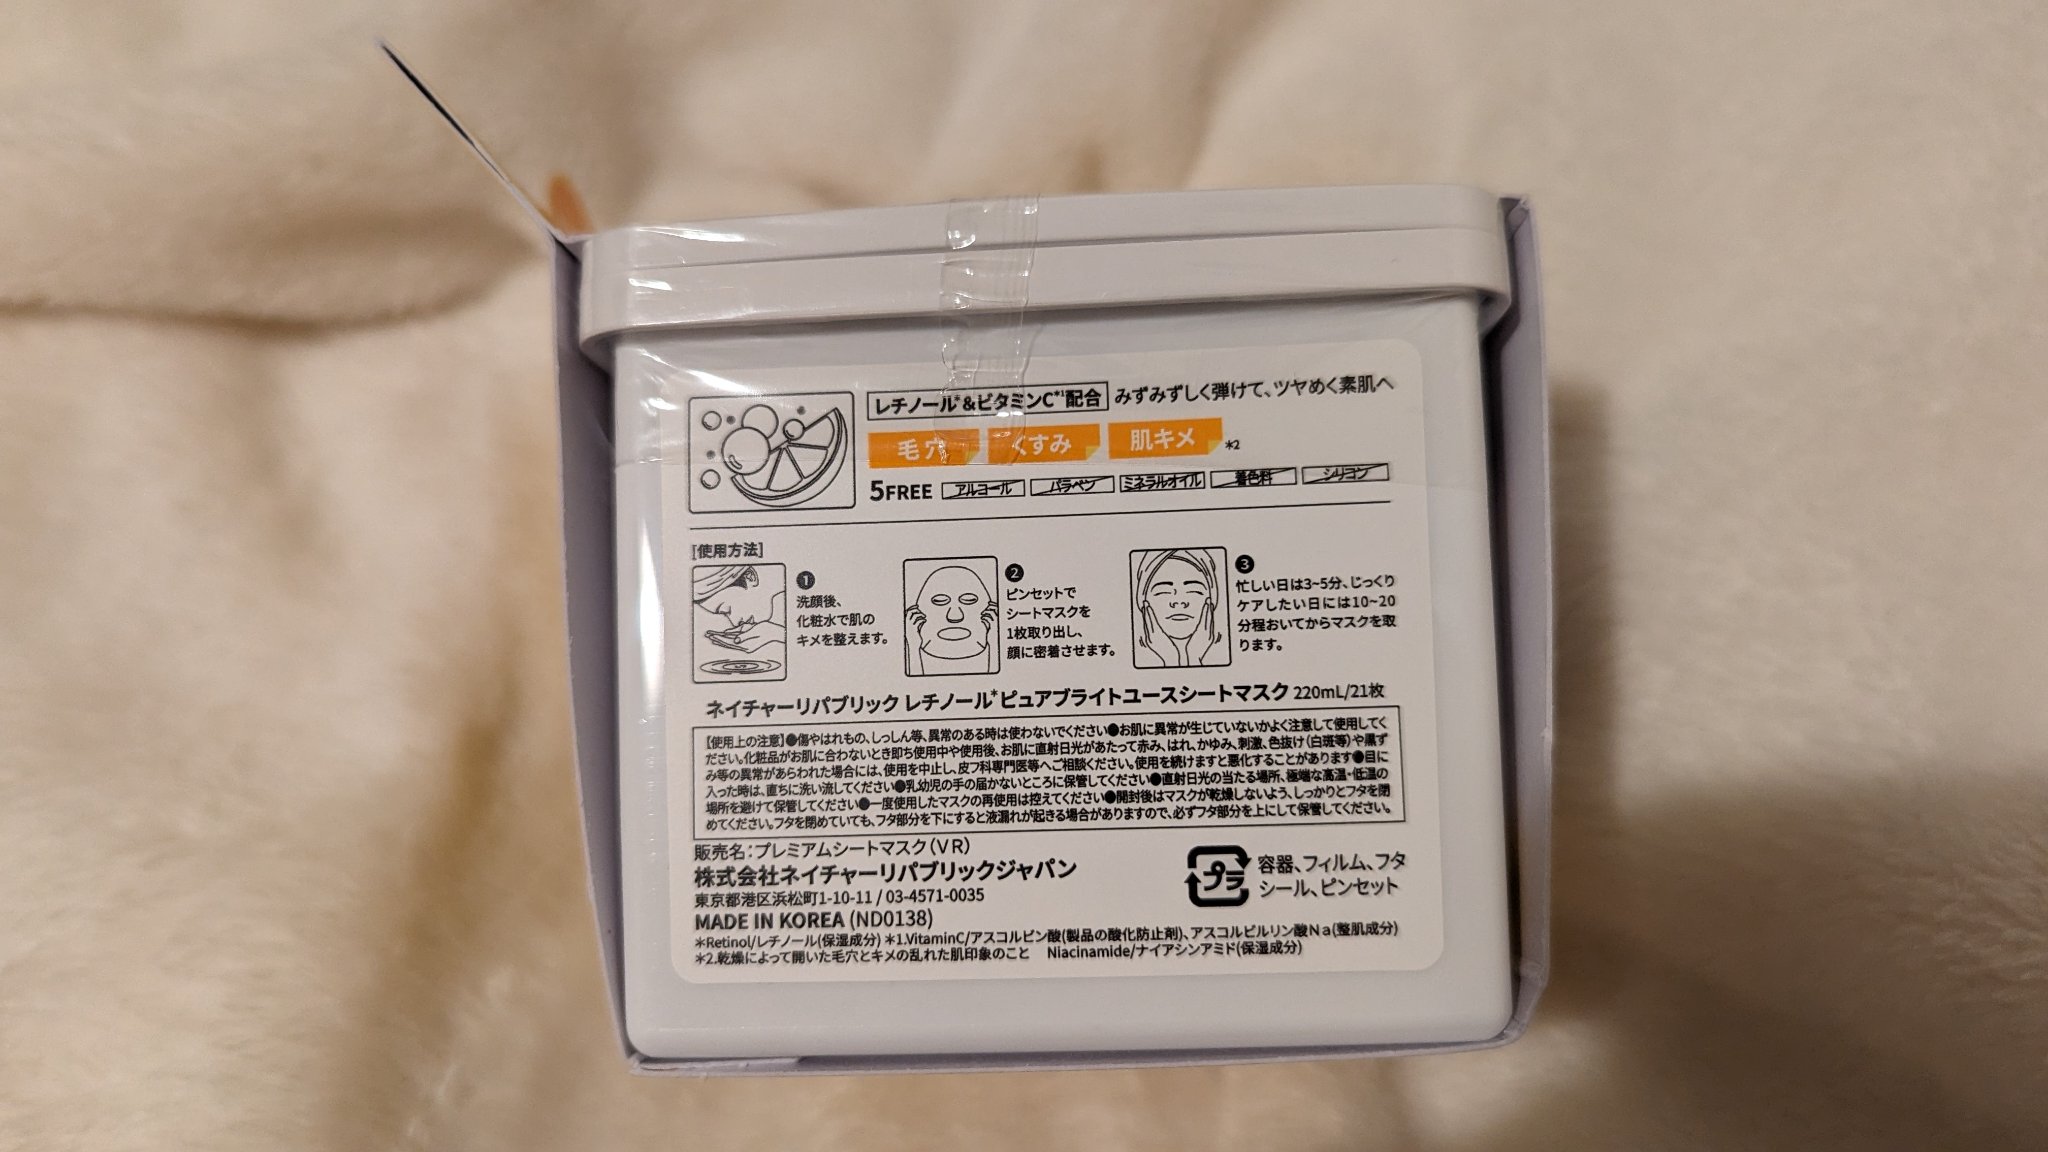 レチノール*&ビタミンC*1配合 みずみずしく弾けて、ツヤめく素肌へ
毛穴 くすみ 肌キメ *2
5FREE アルコール パラベン ミネラルオイル 着色料 シリコン
[使用方法]
1
洗顔後、
化粧水で肌の
キメを整えます。
2
ピンセットで
シートマスクを
1枚取り出し、
顔に密着させます。
3
忙しい日は3~5分、じっくり
ケアしたい日には10~20
分程おいてからマスクを取
ります。
ネイチャーリパブリック レチノール*ピュアブライトユースシートマスク 220mL/21枚
【使用上の注意】●傷やはれもの、しっしん等、異常のある時は使わないでください●お肌に異常が生じていないかよく注意して使用してく
ださい。化粧品がお肌に合わないとき即ち使用中や使用後、お肌に直射日光があたって赤み、はれ、かゆみ、刺激、色抜け(白斑等)や黒ず
み等の異常があらわれた場合には、使用を中止し、皮フ科専門医等へご相談ください。使用を続けますと悪化することがあります●目に
入った時は、直ちに洗い流してください●乳幼児の手の届かないところに保管してください●直射日光の当たる場所、極端な高温・低温の
場所を避けて保管してください●一度使用したマスクの再使用は控えてください●開封後はマスクが乾燥しないよう、しっかりとフタを閉
めてください。フタを閉めていても、フタ部分を下にすると液漏れが起きる場合がありますので、必ずフタ部分を上にして保管してください。
販売名:プレミアムシートマスク(VR)
株式会社ネイチャーリパブリックジャパン
東京都港区浜松町1-10-11 / 03-4571-0035
MADE IN KOREA (ND0138)
プラ 容器、フィルム、フタ
シール、ピンセット
*Retinol/レチノール(保湿成分) *1.VitaminC/アスコルビン酸(製品の酸化防止剤)、アスコルビルリン酸Na(整肌成分)
*2.乾燥によって開いた毛穴とキメの乱れた肌印象のこと Niacinamide/ナイアシンアミド(保湿成分)